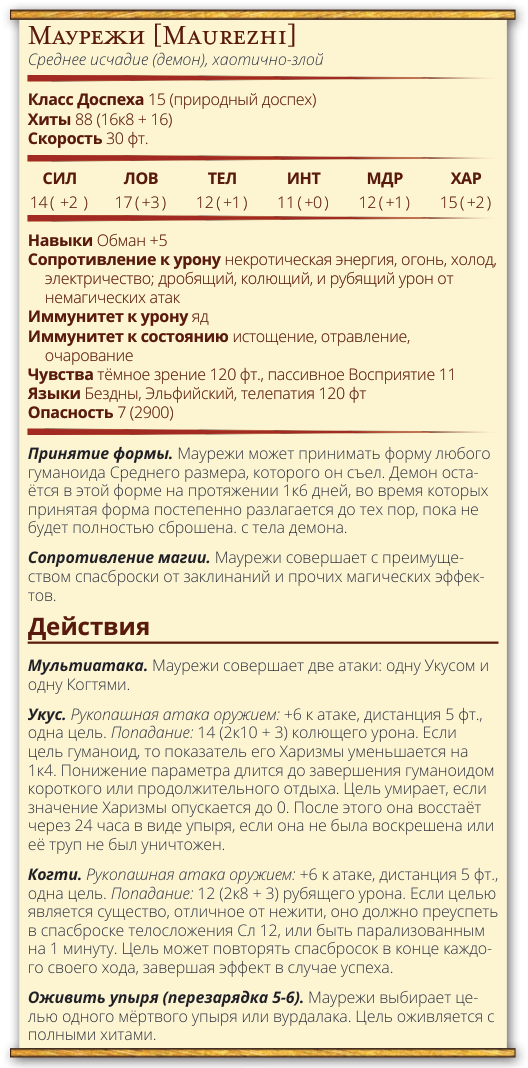 Маурежи [Maurezhi]
Среднее исчадие (демон), хаотично-злой
Класс Доспеха 15 (природный доспех)
Хиты 88 (16к8 + 16)
Скорость 30 фт.
СИЛ ЛОВ ТЕЛ ИНТ МДР ХАР
14 ( +2 ) 17 (+3 ) 12 (+1) 11 (+0 ) 12 (+1) 15 (+2)
Навыки Обман +5
Сопротивление к урону некротическая энергия, огонь, холод,
электричество; дробящий, колющий, и рубящий урон от
немагических атак
Иммунитет к урону яд
Иммунитет к состоянию истощение, отравление,
очарование
Чувства тёмное зрение 120 фт., пассивное Восприятие 11
Языки Бездны, Эльфийский, телепатия 120 фт
Опасность 7 (2900)
Принятие формы. Маурежи может принимать форму любого
гуманоида Среднего размера, которого он съел. Демон оста-
ётся в этой форме на протяжении 1к6 дней, во время которых
принятая форма постепенно разлагается до тех пор, пока не
будет полностью сброшена. с тела демона.
Сопротивление магии. Маурежи совершает с преимуще-
ством спасброски от заклинаний и прочих магических эффек-
тов.
Действия
Мультиатака. Маурежи совершает две атаки: одну Укусом и
одну Когтями.
Укус. Рукопашная атака оружием: +6 к атаке, дистанция 5 фт.,
одна цель. Попадание: 14 (2к10 + 3) колющего урона. Если
цель гуманоид, то показатель его Харизмы уменьшается на
1к4. Понижение параметра длится до завершения гуманоидом
короткого или продолжительного отдыха. Цель умирает, если
значение Харизмы опускается до 0. После этого она восстаёт
через 24 часа в виде упыря, если она не была воскрешена или
её труп не был уничтожен.
Когти. Рукопашная атака оружием: +6 к атаке, дистанция 5 фт.,
одна цель. Попадание: 12 (2к8 + 3) рубящего урона. Если целью
является существо, отличное от нежити, оно должно преуспеть
в спасброске телосложения Сл 12, или быть парализованным
на 1 минуту. Цель может повторять спасбросок в конце каждо-
го своего хода, завершая эффект в случае успеха.
Оживить упыря (перезарядка 5-6). Маурежи выбирает це-
лью одного мёртвого упыря или вурдалака. Цель оживляется с
полными хитами.